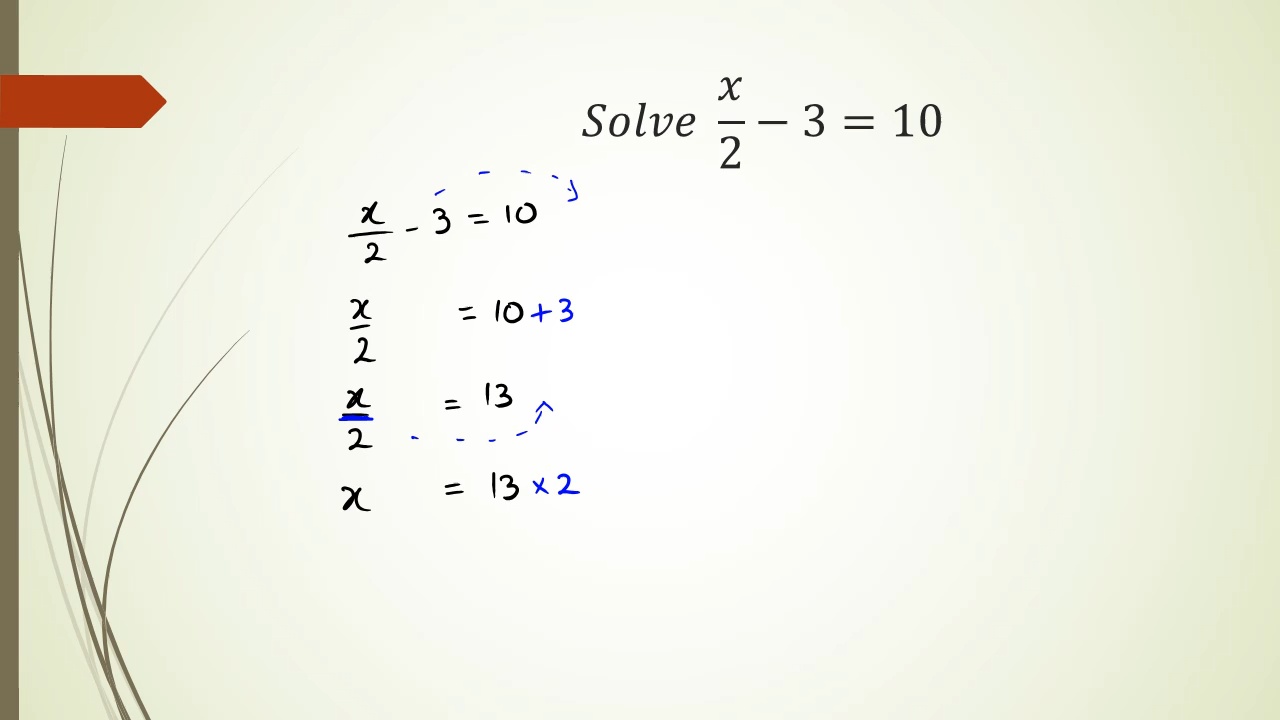 Solve x/2 − 3 = 10
x/2 - 3 = 10
x/2 = 10 + 3
x/2 = 13
x = 13 × 2